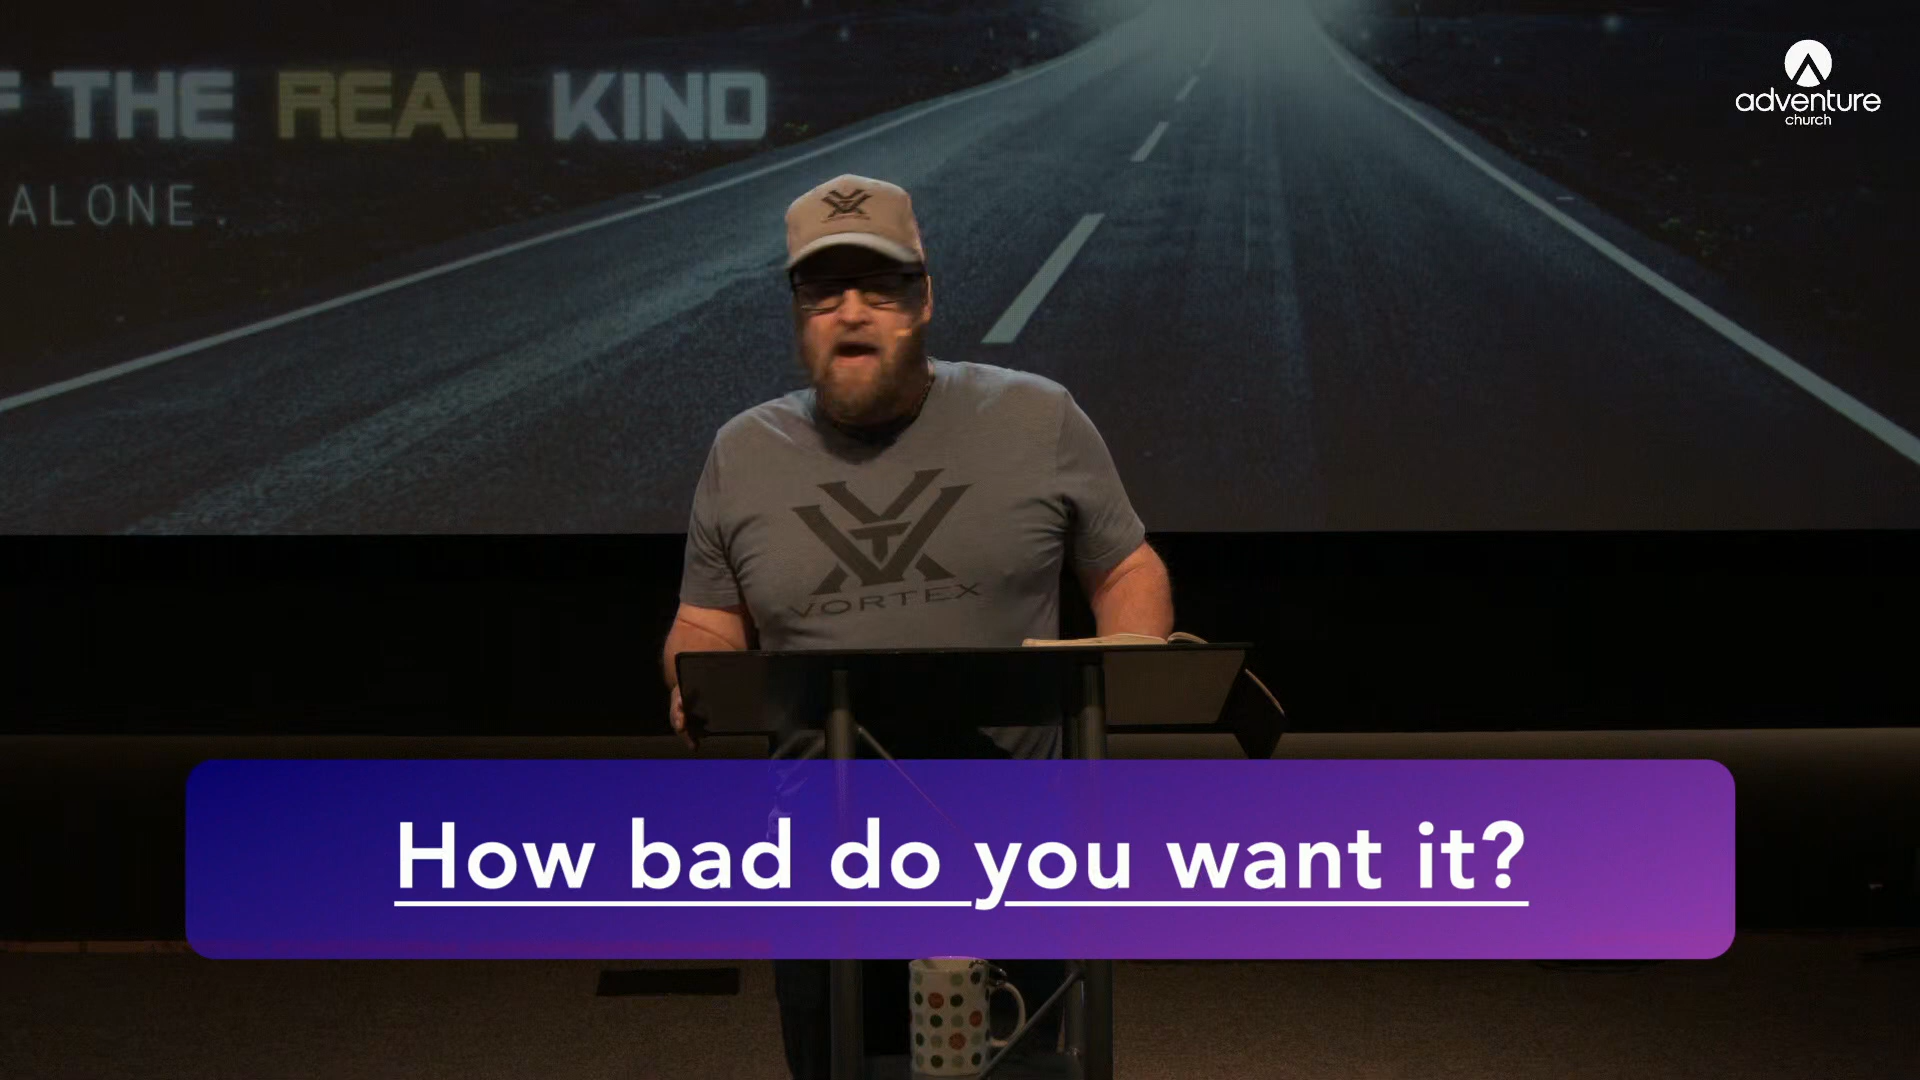 THE REAL KIND
ALONE.
adventure
church
VORTEX
How bad do you want it?